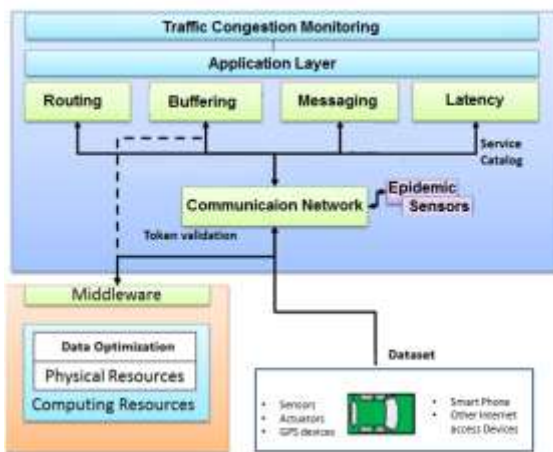 Traffic Congestion Monitoring
Application Layer
Routing
Buffering
Messaging
Latency
Service
Catalog
Communicaion Network
Epidemic
Sensors
Token validation
Middleware
Data Optimization
Physical Resources
Computing Resources
Dataset
• Sensors
• Actuators
• GPS devices
• Smart Phone
• Other Internet
access Devices